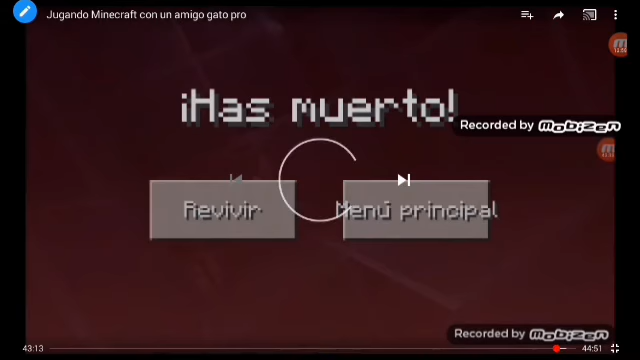 Jugando Minecraft con un amigo gato pro
¡Has muerto!
Recorded by Mobizen
Revivir
Menú principal
Recorded by Mobizen
43:13
44:51